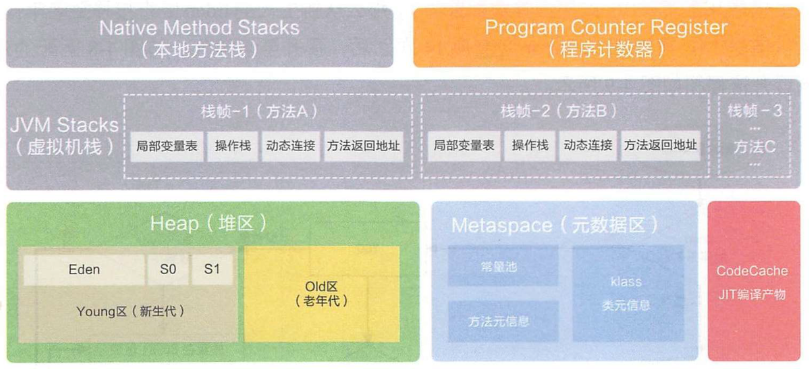 Native Method Stacks
（本地方法栈）
Program Counter Register
（程序计数器）
JVM Stacks
（虚拟机栈）
栈帧-1（方法A）
局部变量表
操作栈
动态连接
方法返回地址
栈帧-2（方法B）
局部变量表
操作栈
动态连接
方法返回地址
栈帧-3
...
方法C
...
Heap（堆区）
Eden
S0
S1
Young区（新生代）
Old区
（老年代）
Metaspace（元数据区）
常量池
方法元信息
klass
类元信息
CodeCache
JIT编译产物